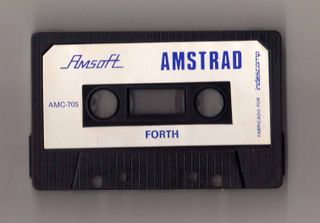 Amsoft
AMSTRAD
AMC-705
FABRICADO POR
indescomp
FORTH